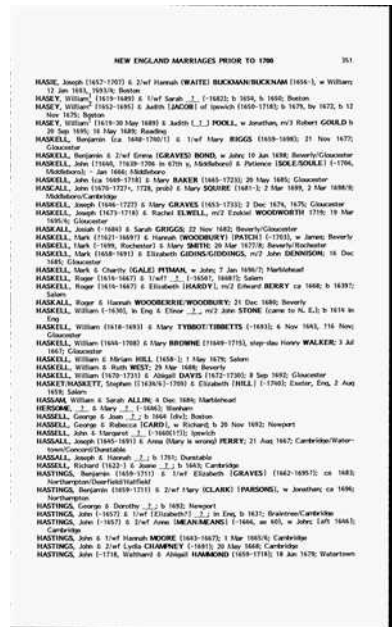 NEW ENGLAND MARRIAGES PRIOR TO 1700 351
HASIE, Joseph (1657-1707) & 2/wf Hannah (WAITE) BUCKMAN/BUCKNAM (1656-), w William;
12 Jan 1693, 1693/4; Boston
HASEY, William (1619-1689) & 1/wf Sarah ? (-1682); b 1654, b 1650; Boston
HASEY, William (1652-1695) & Judith [JACOB] of Ipswich (1650-1718); b 1679, by 1672, b 12
Nov 1675; Boston
HASEY, William (1619-30 May 1689) & Judith ( ? ) POOLL, w Jonathan, m/3 Robert GOULD b
20 Sep 1695; 16 May 1689; Reading
HASKELL, Benjamin (ca 1648-1740/1) & 1/wf Mary RIGGS (1659-1698); 21 Nov 1677;
Gloucester
HASKELL, Benjamin & 2/wf Emma (GRAVES) BOND, w John; 10 Jun 1698; Beverly/Gloucester
HASKELL, John (1640, ?1639-1706 in 67th y, Middleboro) & Patience [SOLE/SOULE] (-1706,
Middleboro); - Jan 1666; Middleboro
HASKELL, John (ca 1649-1718) & Mary BAKER (1665-1723); 20 May 1685; Gloucester
HASCALL, John (1670-1727+, 1728, prob) & Mary SQUIRE (1681-); 2 Mar 1699, 2 Mar 1698/9;
Middleboro/Cambridge
HASKELL, Joseph (1646-1727) & Mary GRAVES (1653-1733); 2 Dec 1674, 1675; Gloucester
HASKELL, Joseph (1673-1718) & Rachel ELWELL, m/2 Ezekiel WOODWORTH 1719; 19 Mar
1695/6; Gloucester
HASKALL, Josiah (-1684) & Sarah GRIGGS; 22 Nov 1682; Beverly/Gloucester
HASKELL, Mark (?1621-1669?) & Hannah (WOODBURY) [PATCH] (-1703), w James; Beverly
HASKELL, Mark (-1699, Rochester) & Mary SMITH; 20 Mar 1677/8; Beverly/Rochester
HASKELL, Mark (1658-1691) & Elizabeth GIDINS/GIDDINGS, m/2 John DENNISON; 16 Dec
1685; Gloucester
HASKELL, Mark & Charity (GALE) PITMAN, w John; 7 Jan 1696/7; Marblehead
HASKELL, Roger (1614-1667) & 1/wf? ? (-1650?, 1668?); Salem
HASKELL, Roger (1614-1667) & Elizabeth [HARDY], m/2 Edward BERRY ca 1668; b 1639?;
Salem
HASKALL, Roger & Hannah WOODBERRIE/WOODBURY; 21 Dec 1680; Beverly
HASKELL, William (-1630), in Eng & Elinor ? , m/2 John STONE (came to N. E.); b 1614 in
Eng
HASKELL, William (1618-1693) & Mary TYBBOT/TIBBETTS (-1693); 6 Nov 1643, ?16 Nov;
Gloucester
HASKELL, William (1644-1708) & Mary BROWNE (?1649-1715), step-dau Henry WALKER; 3 Jul
1667; Gloucester
HASKELL, William & Miriam HILL (1658-); 1 May 1679; Salem
HASKELL, William & Ruth WEST; 29 Mar 1688; Beverly
HASKELL, William (1670-1731) & Abigail DAVIS (1672-1730); 8 Sep 1692; Gloucester
HASKET/HASKETT, Stephen ([1634/6]-1709) & Elizabeth [HILL] (-1740); Exeter, Eng, 2 Aug
1659; Salem
HASSAM, William & Sarah ALLIN; 4 Dec 1684; Marblehead
HERSOME, ? & Mary ? (-1646); Wenham
HASSELL, George & Joan ? ; b 1664 (div); Boston
HASSELL, George & Rebecca [CARD], w Richard; b 20 Nov 1692; Newport
HASSELL, John & Margaret ? (-1660(1?)); Ipswich
HASSALL, Joseph (1645-1691) & Anna (Mary is wrong) PERRY; 21 Aug 1667; Cambridge/Water-
town/Concord/Dunstable
HASSALL, Joseph & Hannah ? ; b 1791; Dunstable
HASSELL, Richard (1622-) & Joane ? ; b 1643; Cambridge
HASTINGS, Benjamin (1659-1711) & 1/wf Elizabeth [GRAVES] (1662-1695?); ca 1683;
Northampton/Deerfield/Hatfield
HASTINGS, Benjamin (1659-1711) & 2/wf Mary (CLARK) [PARSONS], w Jonathan; ca 1696;
Northampton
HASTINGS, George & Dorothy ? ; b 1692; Newport
HASTINGS, John (-1657) & 1/wf [Elizabeth?] ? ; in Eng, b 1631; Braintree/Cambridge
HASTINGS, John (-1657) & 2/wf Anne [MEAN/MEANS] (-1666, ae 60), w John; [aft 1646];
Cambridge
HASTINGS, John & 1/wf Hannah MOORE (1643-1667); 1 Mar 1665/6; Cambridge
HASTINGS, John & 2/wf Lydia CHAMPNEY (-1691); 20 May 1668; Cambridge
HASTINGS, John (-1718, Waltham) & Abigail HAMMOND (1659-1718); 18 Jun 1679; Watertown